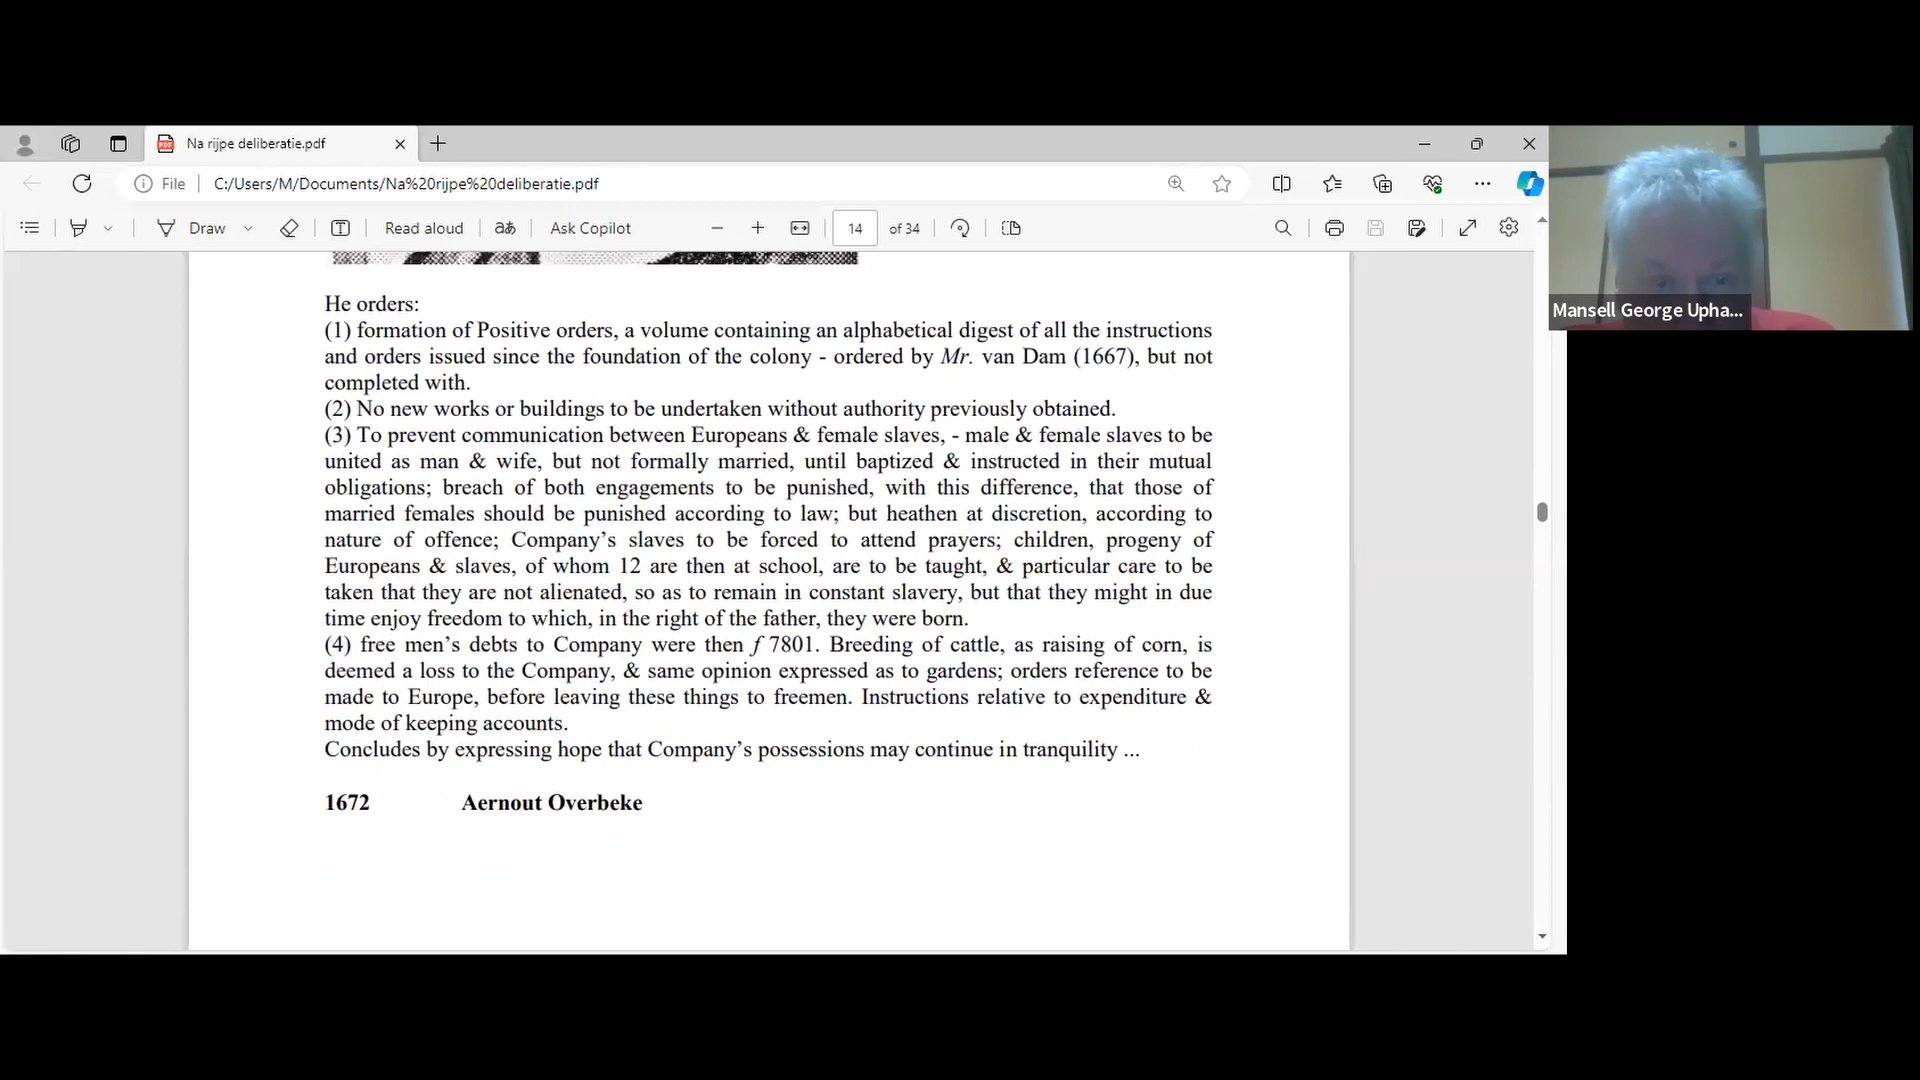 Na rijpe deliberatie.pdf
File
C:/Users/M/Documents/Na%20rijpe%20deliberatie.pdf
Draw
Read aloud
aあ
Ask Copilot
14
of 34
Mansell George Upha...
He orders:
(1) formation of Positive orders, a volume containing an alphabetical digest of all the instructions
and orders issued since the foundation of the colony - ordered by Mr. van Dam (1667), but not
completed with.
(2) No new works or buildings to be undertaken without authority previously obtained.
(3) To prevent communication between Europeans & female slaves, - male & female slaves to be
united as man & wife, but not formally married, until baptized & instructed in their mutual
obligations; breach of both engagements to be punished, with this difference, that those of
married females should be punished according to law; but heathen at discretion, according to
nature of offence; Company’s slaves to be forced to attend prayers; children, progeny of
Europeans & slaves, of whom 12 are then at school, are to be taught, & particular care to be
taken that they are not alienated, so as to remain in constant slavery, but that they might in due
time enjoy freedom to which, in the right of the father, they were born.
(4) free men’s debts to Company were then f 7801. Breeding of cattle, as raising of corn, is
deemed a loss to the Company, & same opinion expressed as to gardens; orders reference to be
made to Europe, before leaving these things to freemen. Instructions relative to expenditure &
mode of keeping accounts.
Concludes by expressing hope that Company’s possessions may continue in tranquility ...
1672 Aernout Overbeke